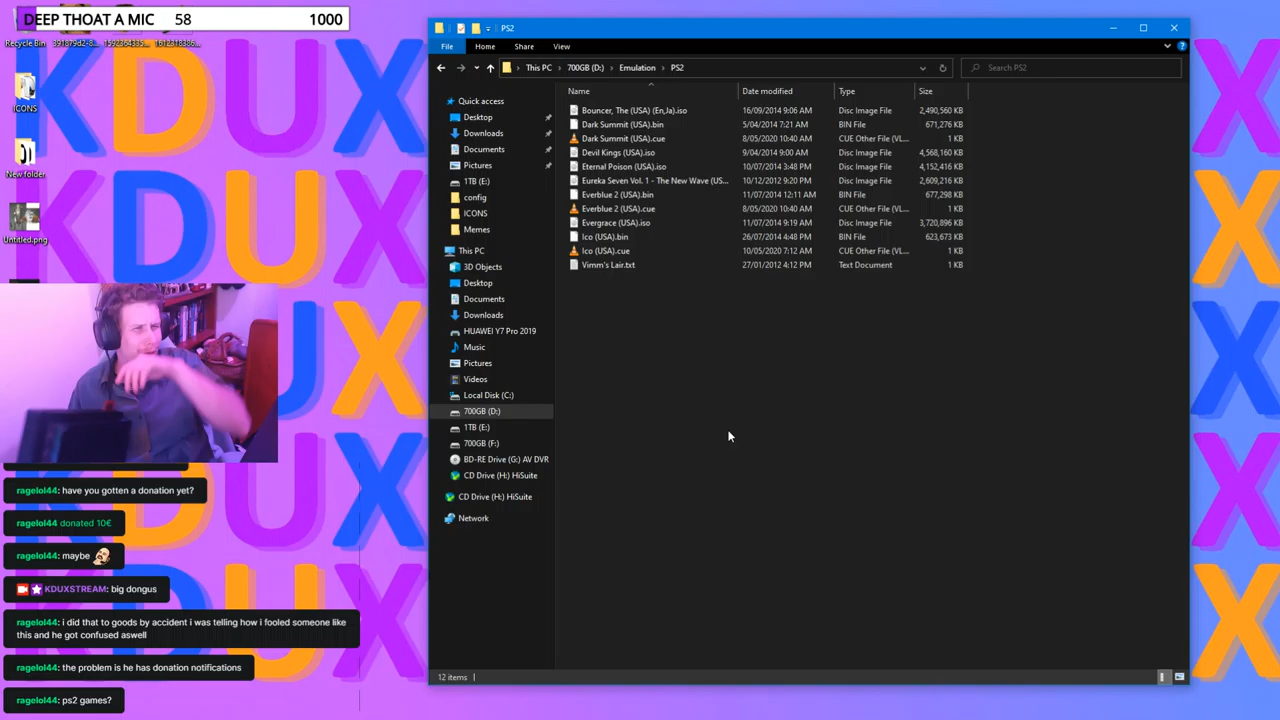 DEEP THOAT A MIC 58 1000
Recycle Bin
ICONS
New folder
Untitled.png
KDUX
KDUX
KDUX
KDUX
KDUX
ragelol44: have you gotten a donation yet?
ragelol44 donated 10€
ragelol44: maybe
KDUXSTREAM: big dongus
ragelol44: i did that to goods by accident i was telling how i fooled someone like
this and he got confused aswell
ragelol44: the problem is he has donation notifications
ragelol44: ps2 games?
PS2
File Home Share View
This PC 700GB (D:) Emulation PS2
Search PS2
Name Date modified Type Size
Quick access
Desktop
Downloads
Documents
Pictures
1TB (E:)
config
ICONS
Memes
This PC
3D Objects
Desktop
Documents
Downloads
HUAWEI Y7 Pro 2019
Music
Pictures
Videos
Local Disk (C:)
700GB (D:)
1TB (E:)
700GB (F:)
BD-RE Drive (G:) AV DVR
CD Drive (H:) HiSuite
CD Drive (H:) HiSuite
Network
Bouncer, The (USA) (En,Ja).iso 16/09/2014 9:06 AM Disc Image File 2,490,560 KB
Dark Summit (USA).bin 5/04/2014 7:21 AM BIN File 671,276 KB
Dark Summit (USA).cue 8/05/2020 10:40 AM CUE Other File (VL... 1 KB
Devil Kings (USA).iso 9/04/2014 9:00 AM Disc Image File 4,568,160 KB
Eternal Poison (USA).iso 10/07/2014 3:48 PM Disc Image File 4,152,416 KB
Eureka Seven Vol. 1 - The New Wave (US... 10/12/2012 9:20 PM Disc Image File 2,609,216 KB
Everblue 2 (USA).bin 11/07/2014 12:11 AM BIN File 677,298 KB
Everblue 2 (USA).cue 8/05/2020 10:40 AM CUE Other File (VL... 1 KB
Evergrace (USA).iso 11/07/2014 9:19 AM Disc Image File 3,720,896 KB
Ico (USA).bin 26/07/2014 4:48 PM BIN File 623,673 KB
Ico (USA).cue 10/05/2020 7:12 AM CUE Other File (VL... 1 KB
Vimm's Lair.txt 27/01/2012 4:12 PM Text Document 1 KB
12 items